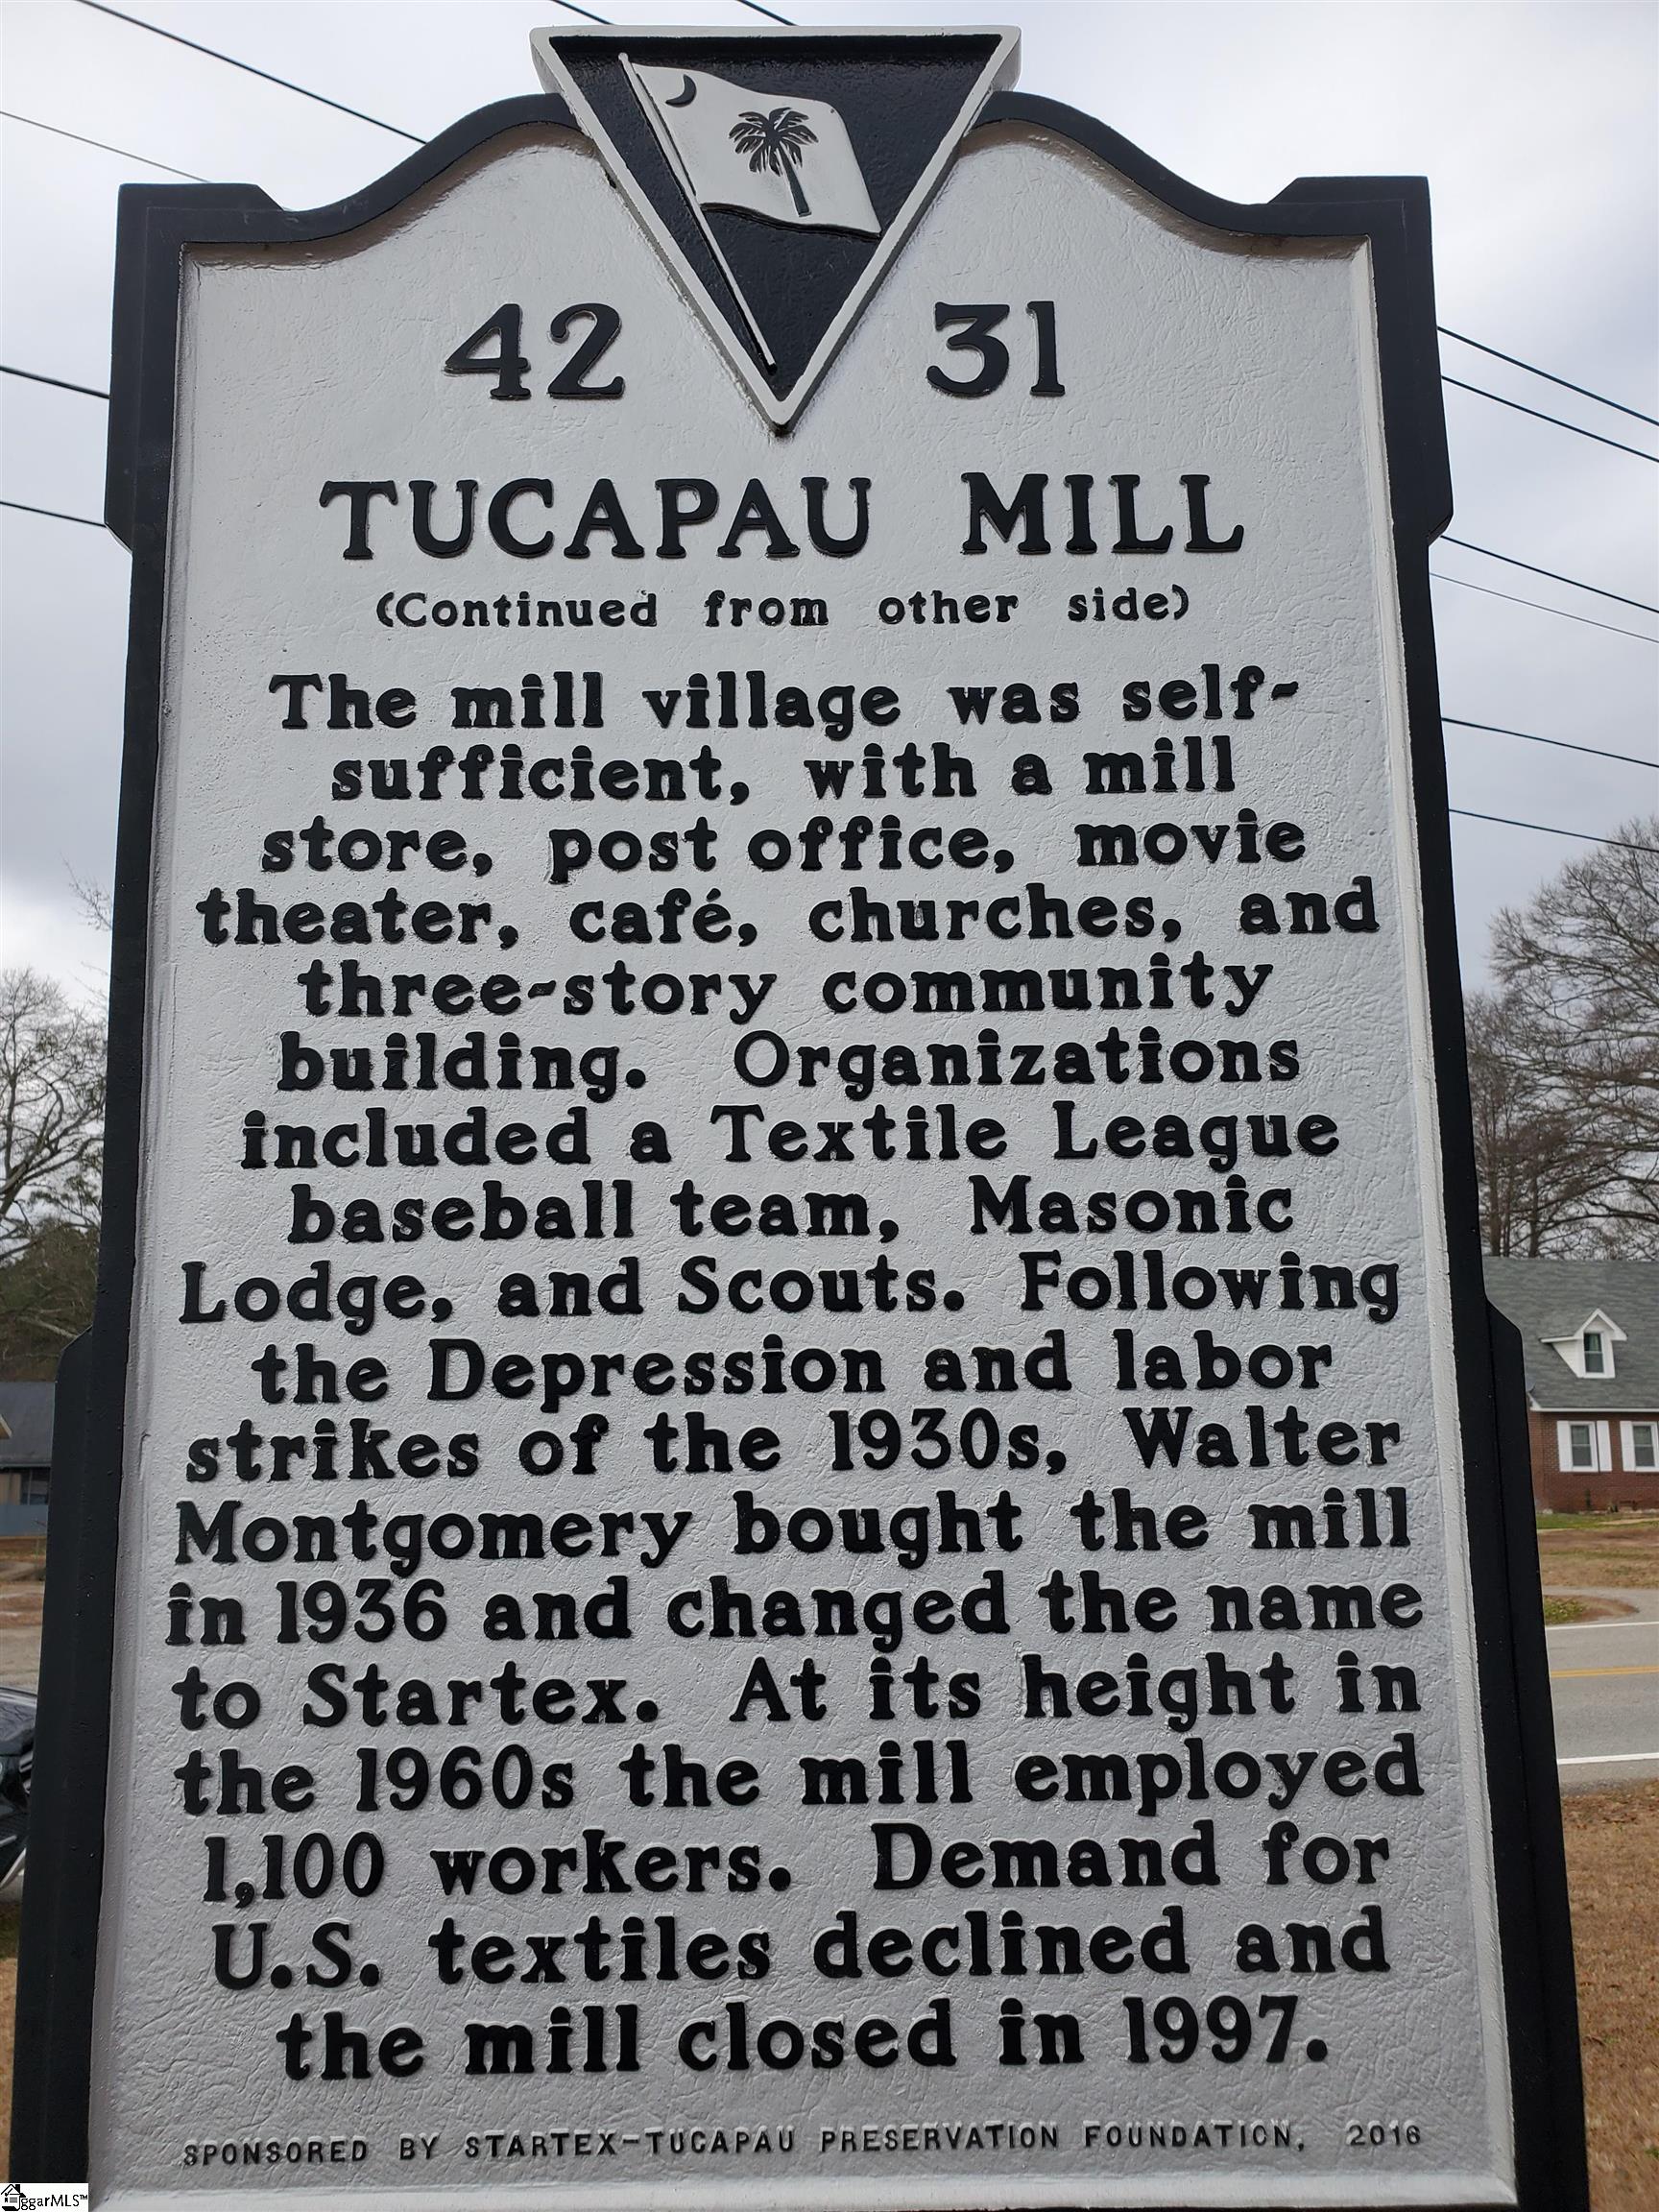 42 31
TUCAPAU MILL
(Continued from other side)
The mill village was self-
sufficient, with a mill
store, post office, movie
theater, café, churches, and
three-story community
building. Organizations
included a Textile League
baseball team, Masonic
Lodge, and Scouts. Following
the Depression and labor
strikes of the 1930s, Walter
Montgomery bought the mill
in 1936 and changed the name
to Startex. At its height in
the 1960s the mill employed
1,100 workers. Demand for
U.S. textiles declined and
the mill closed in 1997.
SPONSORED BY STARTEX-TUCAPAU PRESERVATION FOUNDATION, 2016
ggarMLS™